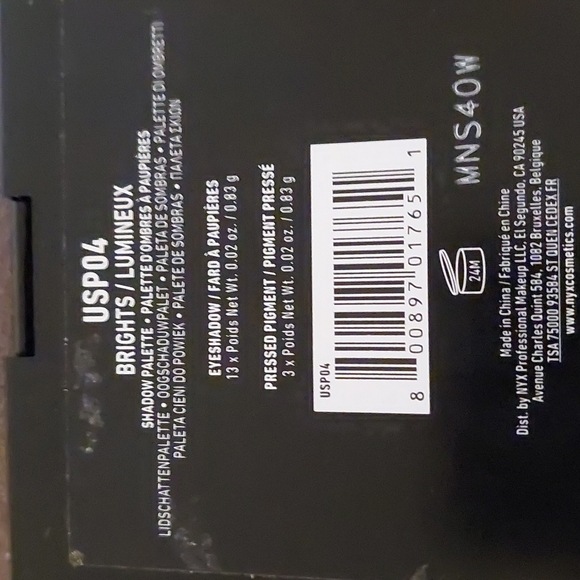 USP04
BRIGHTS / LUMINEUX
SHADOW PALETTE • PALETTE D'OMBRES À PAUPIÈRES
LIDSCHATTENPALETTE • OOGSCHADUWPALET • PALETA DE SOMBRAS • PALETTE DI OMBRETTI
PALETA CIENI DO POWIEK • PALETE DE SOMBRAS • ΠΑΛΕΤΑ ΣΚΙΩΝ
EYESHADOW / FARD À PAUPIÈRES
13 x Poids Net Wt. 0.02 oz. / 0.83 g
PRESSED PIGMENT / PIGMENT PRESSÉ
3 x Poids Net Wt. 0.02 oz. / 0.83 g
USP04
8 00897 01765 1
24M
MNS40W
Made in China / Fabriqué en Chine
Dist. by NYX Professional Makeup LLC, El Segundo, CA 90245 USA
Avenue Charles Quint 584, 1082 Bruxelles, Belgique
TSA 75000 93584 ST OUEN CEDEX FR
www.nyxcosmetics.com